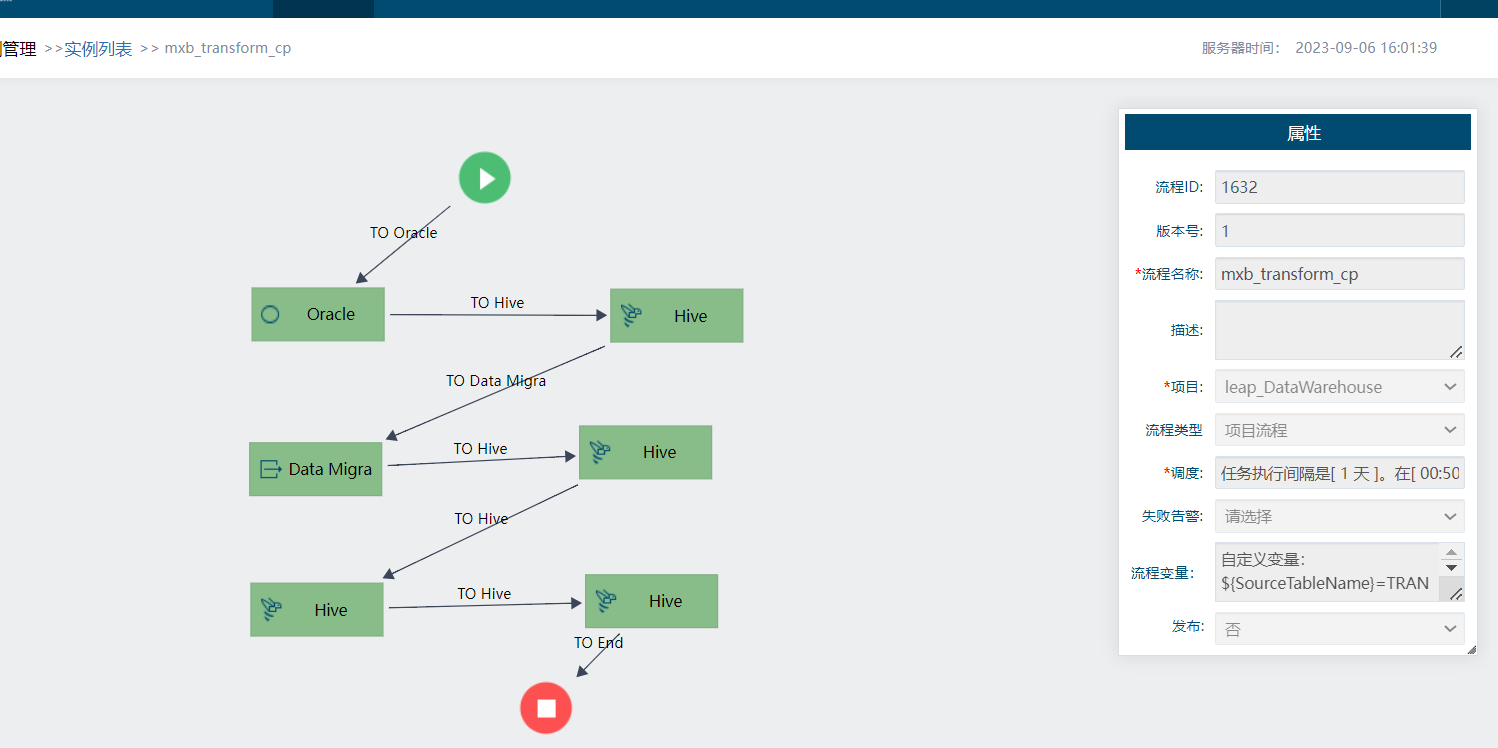 管理 >>实例列表 >> mxb_transform_cp
服务器时间： 2023-09-06 16:01:39
TO Oracle
Oracle
TO Hive
Hive
TO Data Migra
Data Migra
TO Hive
Hive
TO Hive
Hive
TO Hive
Hive
TO End
属性
流程ID: 1632
版本号: 1
*流程名称: mxb_transform_cp
描述:
*项目: leap_DataWarehouse
流程类型 项目流程
*调度: 任务执行间隔是[ 1 天 ]。在[ 00:50
失败告警: 请选择
流程变量： 自定义变量：
${SourceTableName}=TRAN
发布: 否